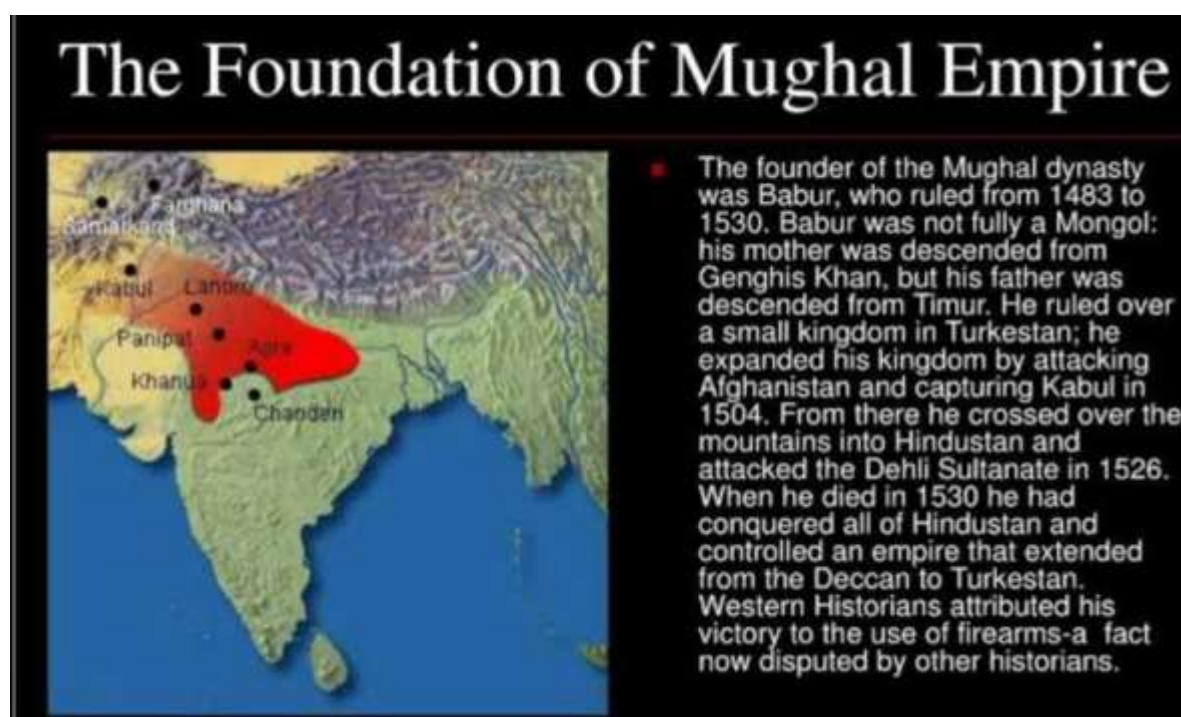 The Foundation of Mughal Empire
The founder of the Mughal dynasty
was Babur, who ruled from 1483 to
1530. Babur was not fully a Mongol:
his mother was descended from
Genghis Khan, but his father was
descended from Timur. He ruled over
a small kingdom in Turkestan; he
expanded his kingdom by attacking
Afghanistan and capturing Kabul in
1504. From there he crossed over the
mountains into Hindustan and
attacked the Dehli Sultanate in 1526.
When he died in 1530 he had
conquered all of Hindustan and
controlled an empire that extended
from the Deccan to Turkestan.
Western Historians attributed his
victory to the use of firearms-a fact
now disputed by other historians.
Farghana
Samarkand
Kabul
Lahore
Panipat
Agra
Khanua